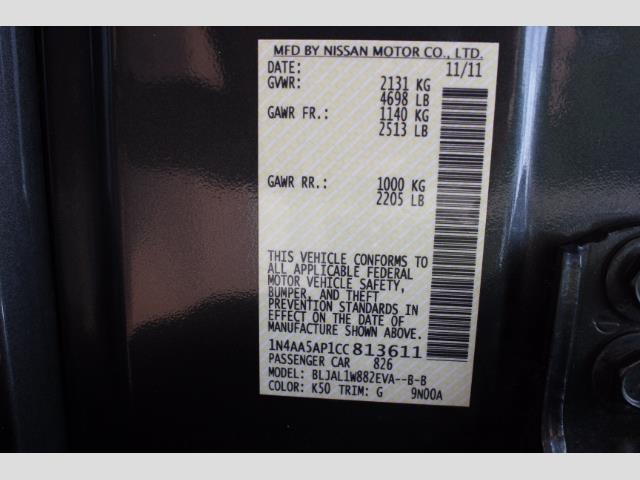 MFD BY NISSAN MOTOR CO., LTD.
DATE: 11/11
GVWR: 2131 KG
4698 LB
GAWR FR.: 1140 KG
2513 LB
GAWR RR.: 1000 KG
2205 LB
THIS VEHICLE CONFORMS TO
ALL APPLICABLE FEDERAL
MOTOR VEHICLE SAFETY,
BUMPER, AND THEFT
PREVENTION STANDARDS IN
EFFECT ON THE DATE OF
MANUFACTURE SHOWN ABOVE.
1N4AA5AP1CC813611
PASSENGER CAR 826
MODEL: BLJAL1W882EVA--B-B
COLOR: K50 TRIM: G 9N00A